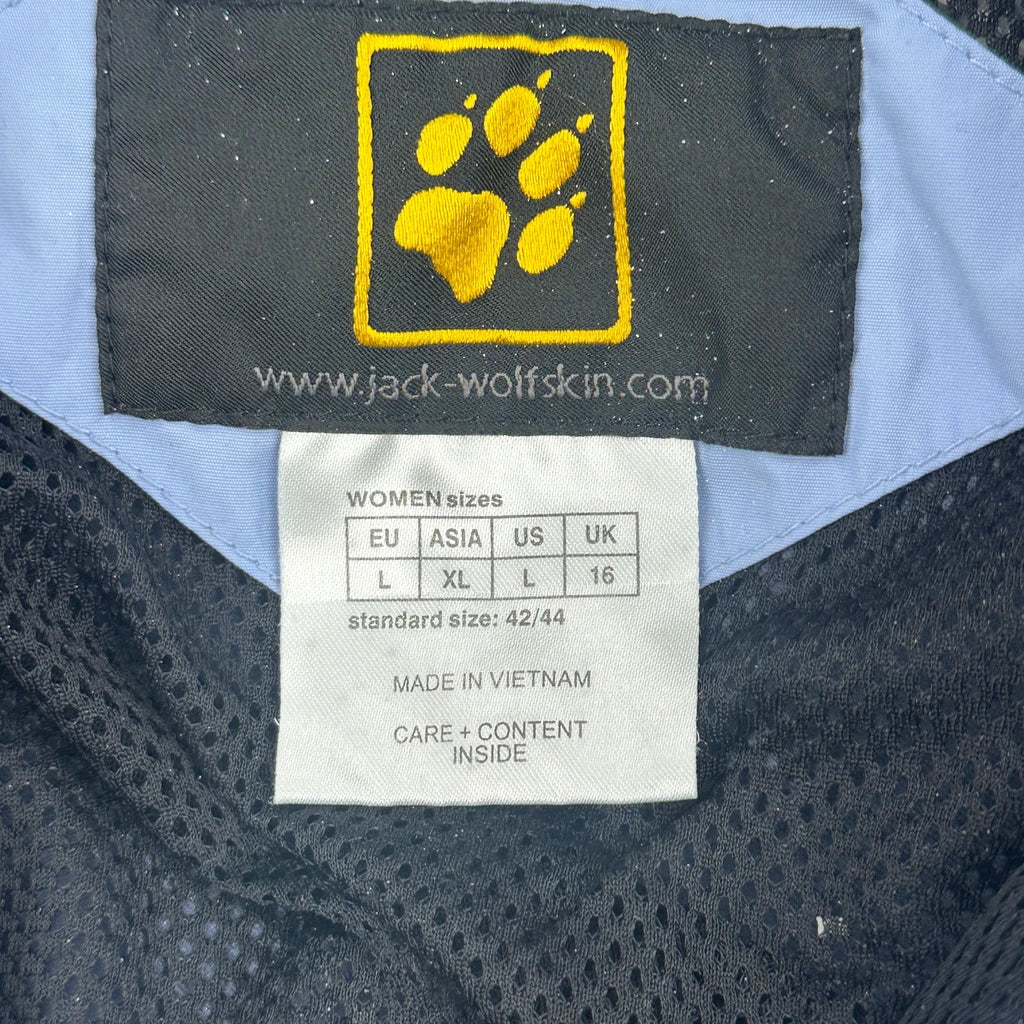 www.jack-wolfskin.com
WOMEN sizes
EU ASIA US UK
L XL L 16
standard size: 42/44
MADE IN VIETNAM
CARE + CONTENT
INSIDE